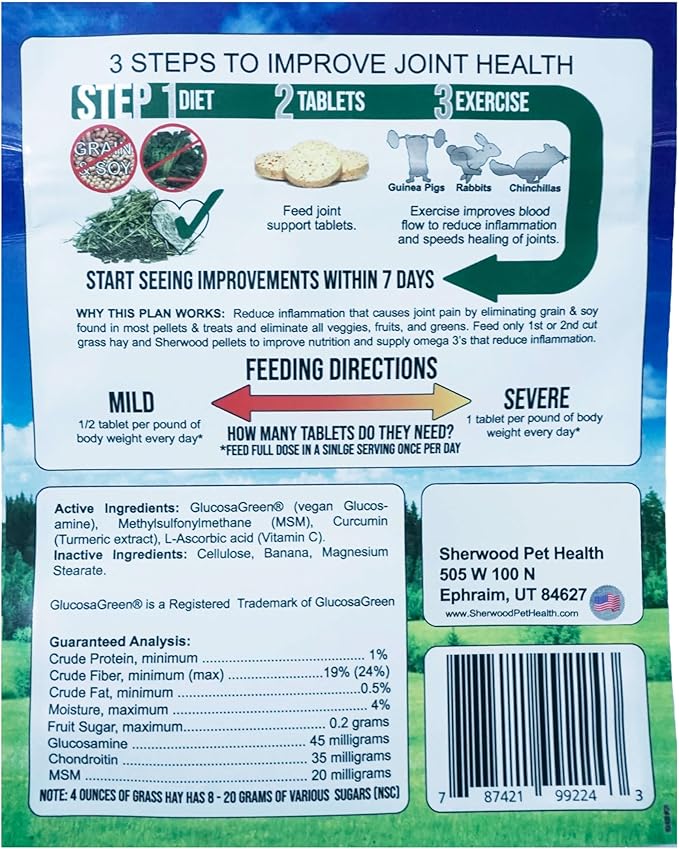 3 STEPS TO IMPROVE JOINT HEALTH
STEP 1 DIET 2 TABLETS 3 EXERCISE
GRAIN
& SOY
Guinea Pigs Rabbits Chinchillas
Feed joint
support tablets.
Exercise improves blood
flow to reduce inflammation
and speeds healing of joints.
START SEEING IMPROVEMENTS WITHIN 7 DAYS
WHY THIS PLAN WORKS: Reduce inflammation that causes joint pain by eliminating grain & soy
found in most pellets & treats and eliminate all veggies, fruits, and greens. Feed only 1st or 2nd cut
grass hay and Sherwood pellets to improve nutrition and supply omega 3's that reduce inflammation.
FEEDING DIRECTIONS
MILD
1/2 tablet per pound of
body weight every day*
SEVERE
1 tablet per pound of body
weight every day*
HOW MANY TABLETS DO THEY NEED?
*FEED FULL DOSE IN A SINLGE SERVING ONCE PER DAY
Active Ingredients: GlucosaGreen® (vegan Glucos-
amine), Methylsulfonylmethane (MSM), Curcumin
(Turmeric extract), L-Ascorbic acid (Vitamin C).
Inactive Ingredients: Cellulose, Banana, Magnesium
Stearate.
GlucosaGreen® is a Registered Trademark of GlucosaGreen
Guaranteed Analysis:
Crude Protein, minimum ........ 1%
Crude Fiber, minimum (max) ........ 19% (24%)
Crude Fat, minimum ........ 0.5%
Moisture, maximum ........ 4%
Fruit Sugar, maximum ........ 0.2 grams
Glucosamine ........ 45 milligrams
Chondroitin ........ 35 milligrams
MSM ........ 20 milligrams
NOTE: 4 OUNCES OF GRASS HAY HAS 8 - 20 GRAMS OF VARIOUS SUGARS (NSC)
Sherwood Pet Health
505 W 100 N
Ephraim, UT 84627
www.SherwoodPetHealth.com
7 87421 99224 3